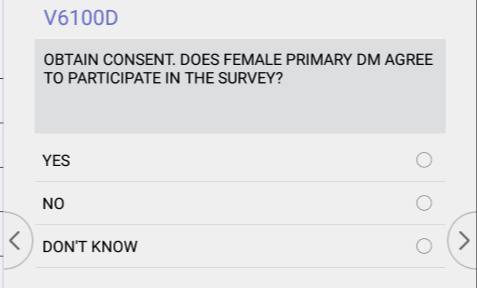 V6100D
OBTAIN CONSENT. DOES FEMALE PRIMARY DM AGREE
TO PARTICIPATE IN THE SURVEY?
YES
NO
DON'T KNOW